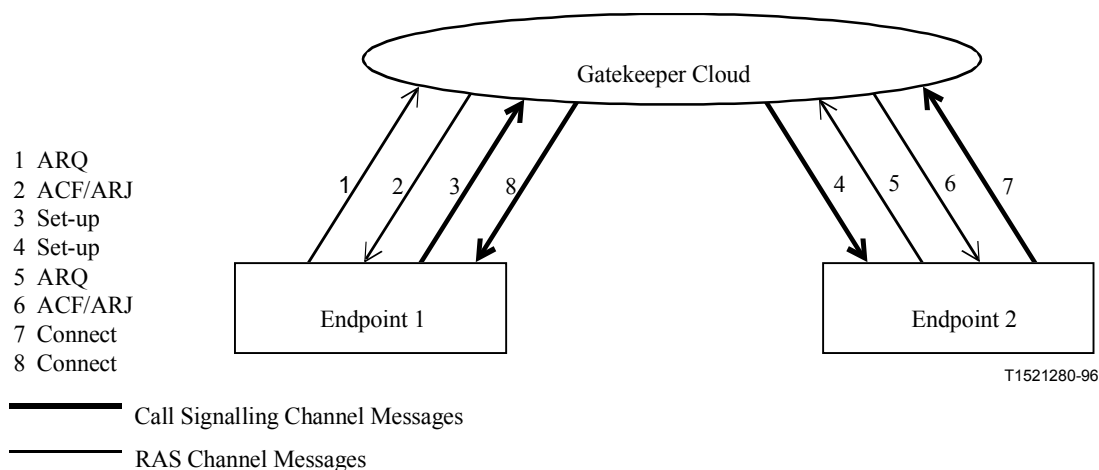 Gatekeeper Cloud
1 ARQ
2 ACF/ARJ
3 Set-up
4 Set-up
5 ARQ
6 ACF/ARJ
7 Connect
8 Connect
1 2 3 8 4 5 6 7
Endpoint 1 Endpoint 2
T1521280-96
Call Signalling Channel Messages
RAS Channel Messages